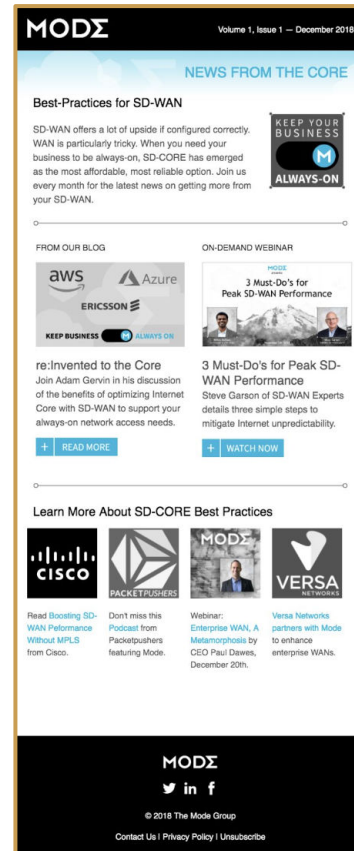 MODΣ
Volume 1, Issue 1 — December 2018
NEWS FROM THE CORE
Best-Practices for SD-WAN
SD-WAN offers a lot of upside if configured correctly.
WAN is particularly tricky. When you need your
business to be always-on, SD-CORE has emerged
as the most affordable, most reliable option. Join us
every month for the latest news on getting more from
your SD-WAN.
KEEP YOUR
BUSINESS
M
ALWAYS-ON
FROM OUR BLOG
aws
Azure
ERICSSON
KEEP BUSINESS M ALWAYS ON
re:Invented to the Core
Join Adam Gervin in his discussion
of the benefits of optimizing Internet
Core with SD-WAN to support your
always-on network access needs.
+ READ MORE
ON-DEMAND WEBINAR
MODΣ
3 Must-Do's for
Peak SD-WAN Performance
3 Must-Do's for Peak SD-
WAN Performance
Steve Garson of SD-WAN Experts
details three simple steps to
mitigate Internet unpredictability.
+ WATCH NOW
Learn More About SD-CORE Best Practices
CISCO
Read Boosting SD-
WAN Peformance
Without MPLS
from Cisco.
PACKETPUSHERS
Don't miss this
Podcast from
Packetpushers
featuring Mode.
MODΣ
Webinar:
Enterprise WAN, A
Metamorphosis by
CEO Paul Dawes,
December 20th.
VERSA
NETWORKS
Versa Networks
partners with Mode
to enhance
enterprise WANs.
MODΣ
in f
© 2018 The Mode Group
Contact Us | Privacy Policy | Unsubscribe